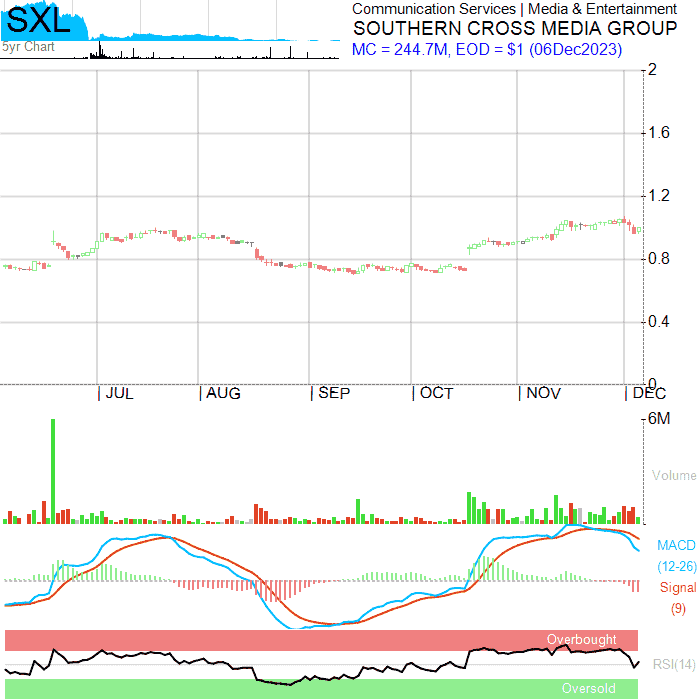 SXL
5yr Chart
Communication Services | Media & Entertainment
SOUTHERN CROSS MEDIA GROUP
MC = 244.7M, EOD = $1 (06Dec2023)
2
1.6
1.2
0.8
0.4
0
JUL AUG SEP OCT NOV DEC
6M
Volume
MACD
(12-26)
Signal
(9)
Overbought
RSI(14)
Oversold